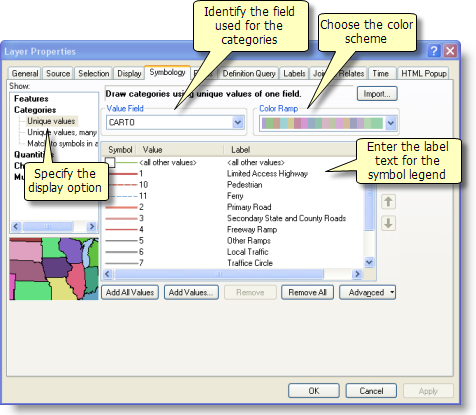 Identify the field
used for the
categories
Choose the color
scheme
Layer Properties
General
Source
Selection
Display
Symbology
Definition Query
Labels
Relates
Time
HTML Popup
Show:
Features
Categories
Unique values
Unique values, many
Match to symbols in a
Draw categories using unique values of one field.
Import...
Value Field
CARTO
Color Ramp
Symbol Value Label
<all other values> <all other values>
1 Limited Access Highway
10 Pedestrian
11 Ferry
2 Primary Road
3 Secondary State and County Roads
4 Freeway Ramp
5 Other Ramps
6 Local Traffic
7 Traffice Circle
Specify the
display option
Enter the label
text for the
symbol legend
Add All Values
Add Values...
Remove
Remove All
Advanced
OK
Cancel
Apply